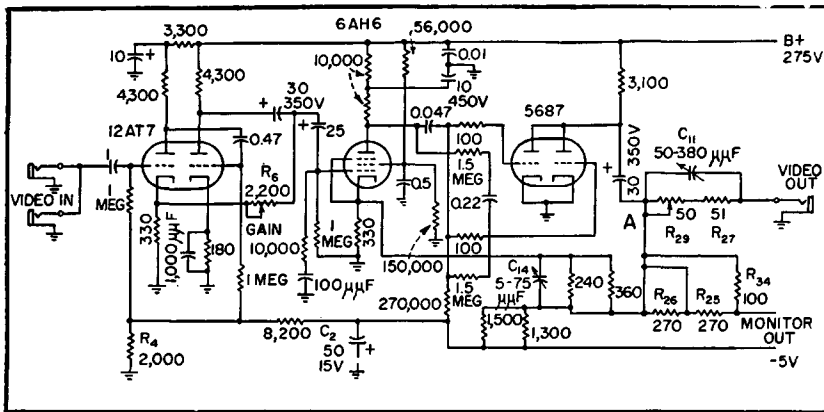 3,300
6AH6
56,000
10
+
4,300
4,300
10,000
0.01
10
450V
B+
275V
3,100
30
350V
+
12AT7
0.47
+
25
0.047
100
5687
1.5
MEG
C11
50-380 μμF
350V
30
+
VIDEO
OUT
VIDEO IN
1
1
MEG
R6
2,200
GAIN
0.5
0.22
A
50
51
R29
R27
330
1,000 μμF
180
10,000
1
MEG
330
100
150,000
1 MEG
100 μμF
1.5
MEG
270,000
C14
5-75
μμF
240
360
R34
100
R26
R25
270
270
MONITOR
OUT
R4
2,000
8,200
C2
50
15V
+
1,500
1,300
-5V